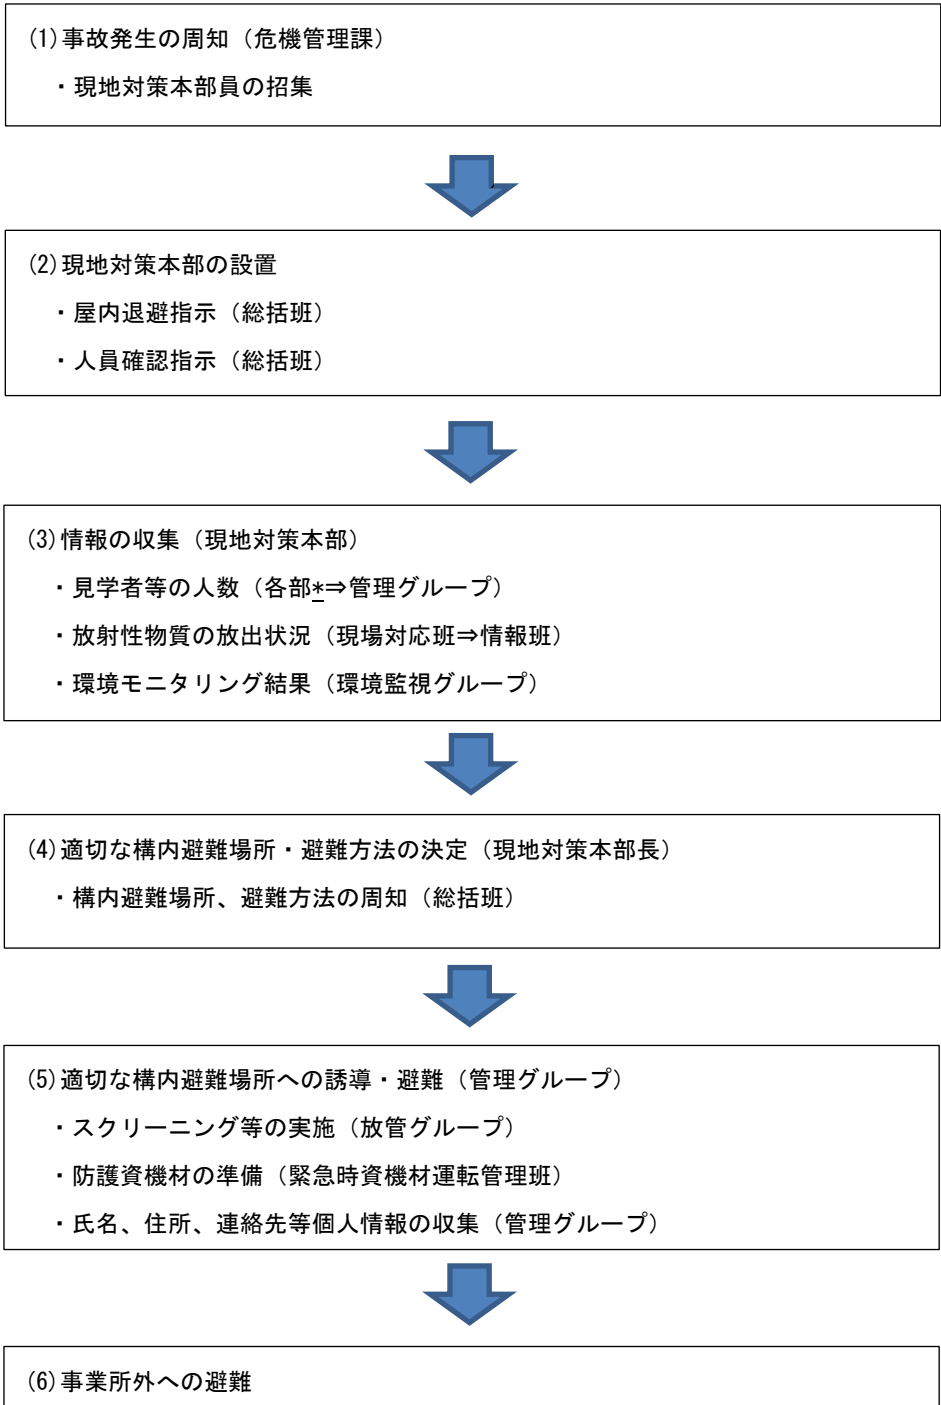 (1)事故発生の周知（危機管理課）
・現地対策本部員の招集
(2)現地対策本部の設置
・屋内退避指示（総括班）
・人員確認指示（総括班）
(3)情報の収集（現地対策本部）
・見学者等の人数（各部*⇒管理グループ）
・放射性物質の放出状況（現場対応班⇒情報班）
・環境モニタリング結果（環境監視グループ）
(4)適切な構内避難場所・避難方法の決定（現地対策本部長）
・構内避難場所、避難方法の周知（総括班）
(5)適切な構内避難場所への誘導・避難（管理グループ）
・スクリーニング等の実施（放管グループ）
・防護資機材の準備（緊急時資機材運転管理班）
・氏名、住所、連絡先等個人情報の収集（管理グループ）
(6)事業所外への避難